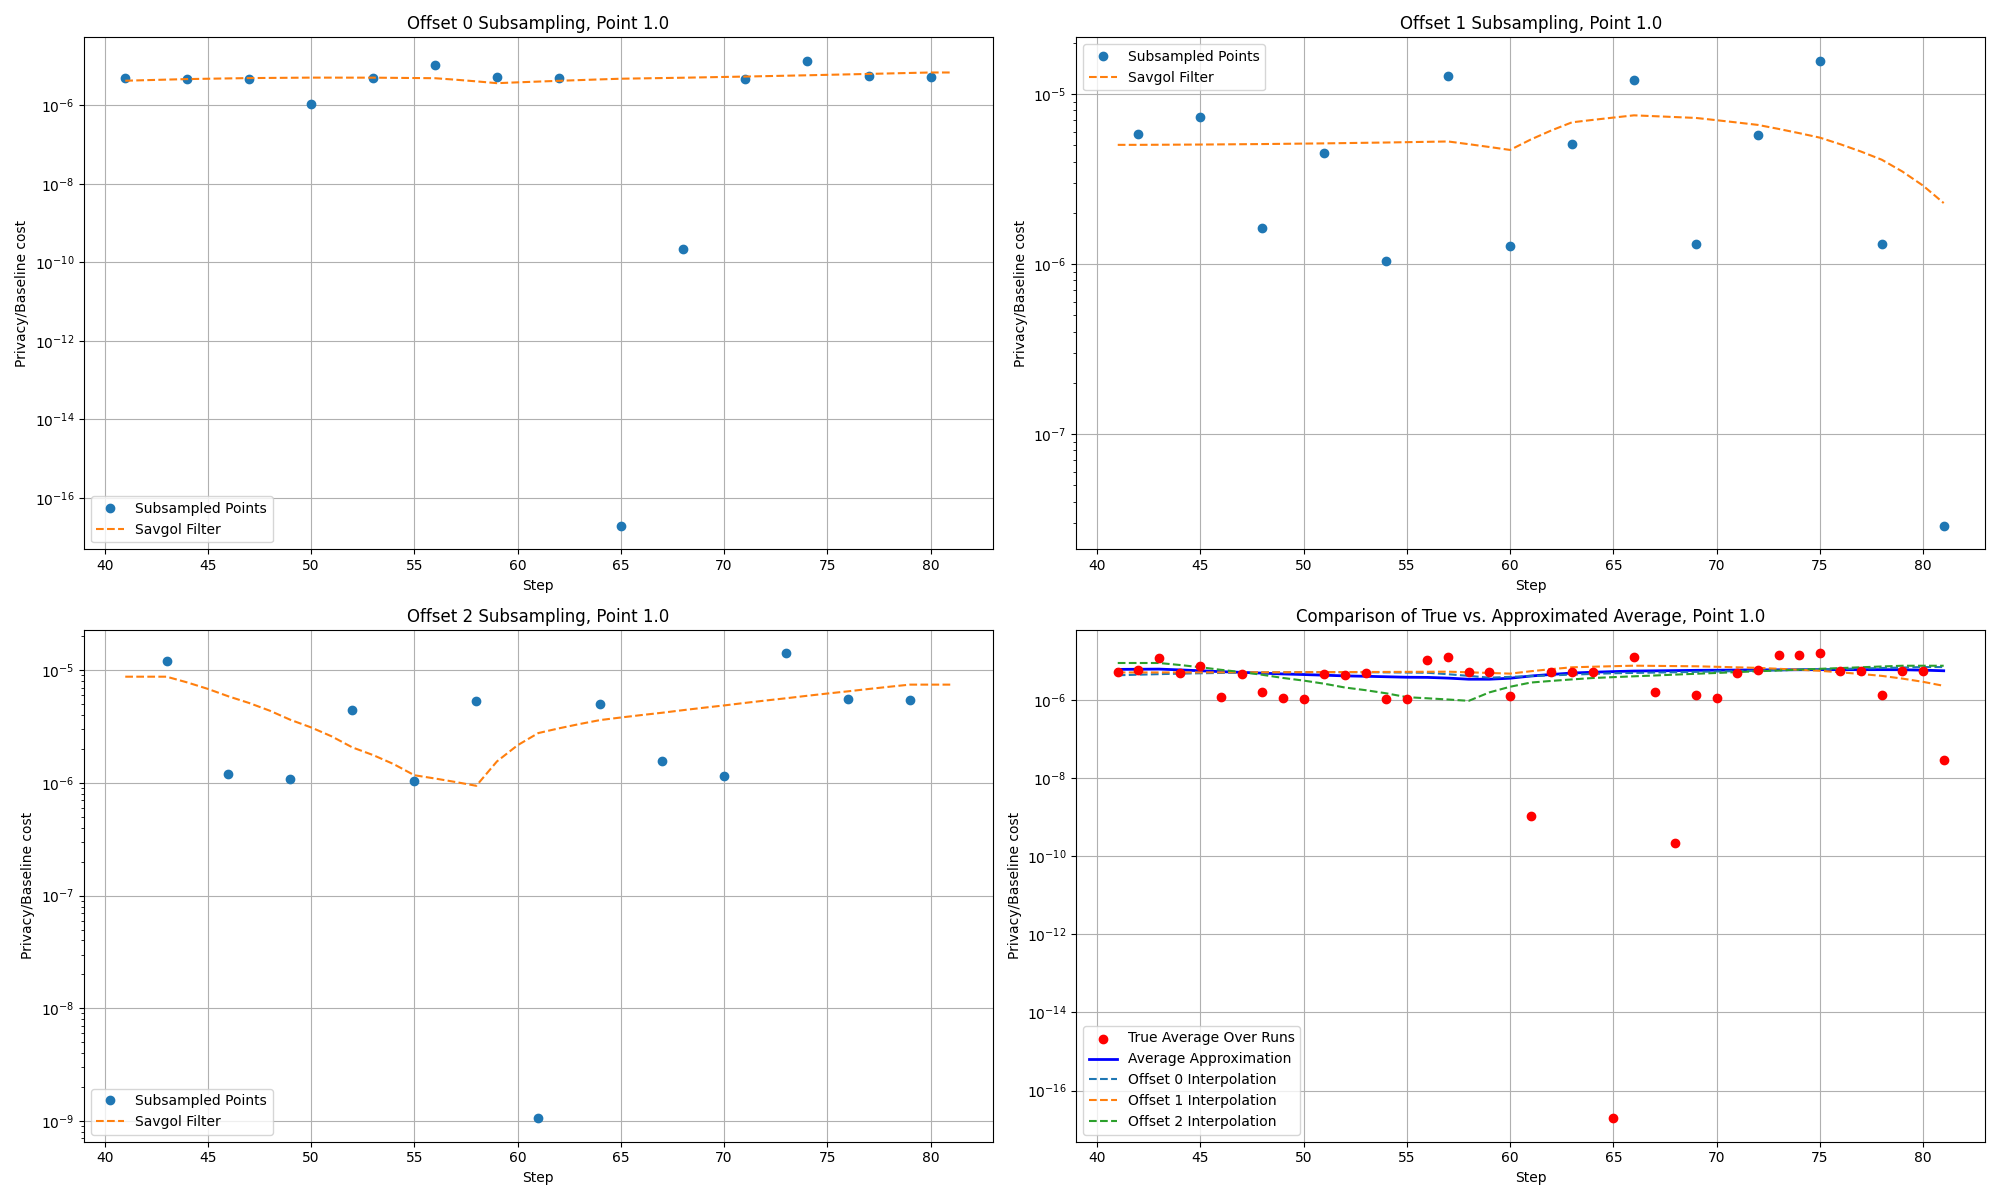 Offset 0 Subsampling, Point 1.0
Privacy/Baseline cost
10⁻⁶
10⁻⁸
10⁻¹⁰
10⁻¹²
10⁻¹⁴
10⁻¹⁶
Subsampled Points
Savgol Filter
40 45 50 55 60 65 70 75 80
Step
Offset 1 Subsampling, Point 1.0
Subsampled Points
Savgol Filter
Privacy/Baseline cost
10⁻⁵
10⁻⁶
10⁻⁷
40 45 50 55 60 65 70 75 80
Step
Offset 2 Subsampling, Point 1.0
Privacy/Baseline cost
10⁻⁵
10⁻⁶
10⁻⁷
10⁻⁸
10⁻⁹
Subsampled Points
Savgol Filter
40 45 50 55 60 65 70 75 80
Step
Comparison of True vs. Approximated Average, Point 1.0
Privacy/Baseline cost
10⁻⁶
10⁻⁸
10⁻¹⁰
10⁻¹²
10⁻¹⁴
10⁻¹⁶
True Average Over Runs
Average Approximation
Offset 0 Interpolation
Offset 1 Interpolation
Offset 2 Interpolation
40 45 50 55 60 65 70 75 80
Step